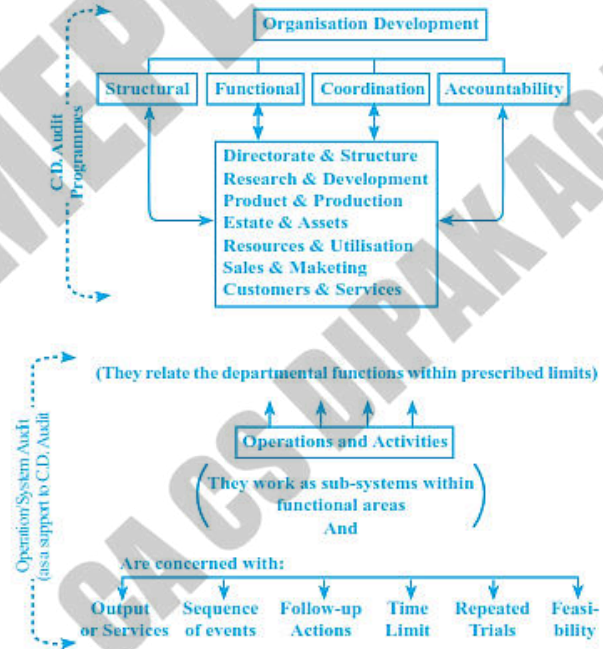 Organisation Development
Structural Functional Coordination Accountability
C.D. Audit
Programmes
Directorate & Structure
Research & Development
Product & Production
Estate & Assets
Resources & Utilisation
Sales & Maketing
Customers & Services
(They relate the departmental functions within prescribed limits)
Operations and Activities
(They work as sub-systems within
functional areas)
And
Operation/System Audit
(as a support to C.D. Audit
Are concerned with:
Output Sequence Follow-up Time Repeated Feasi-
or Services of events Actions Limit Trials bility
CA CS DIPAK